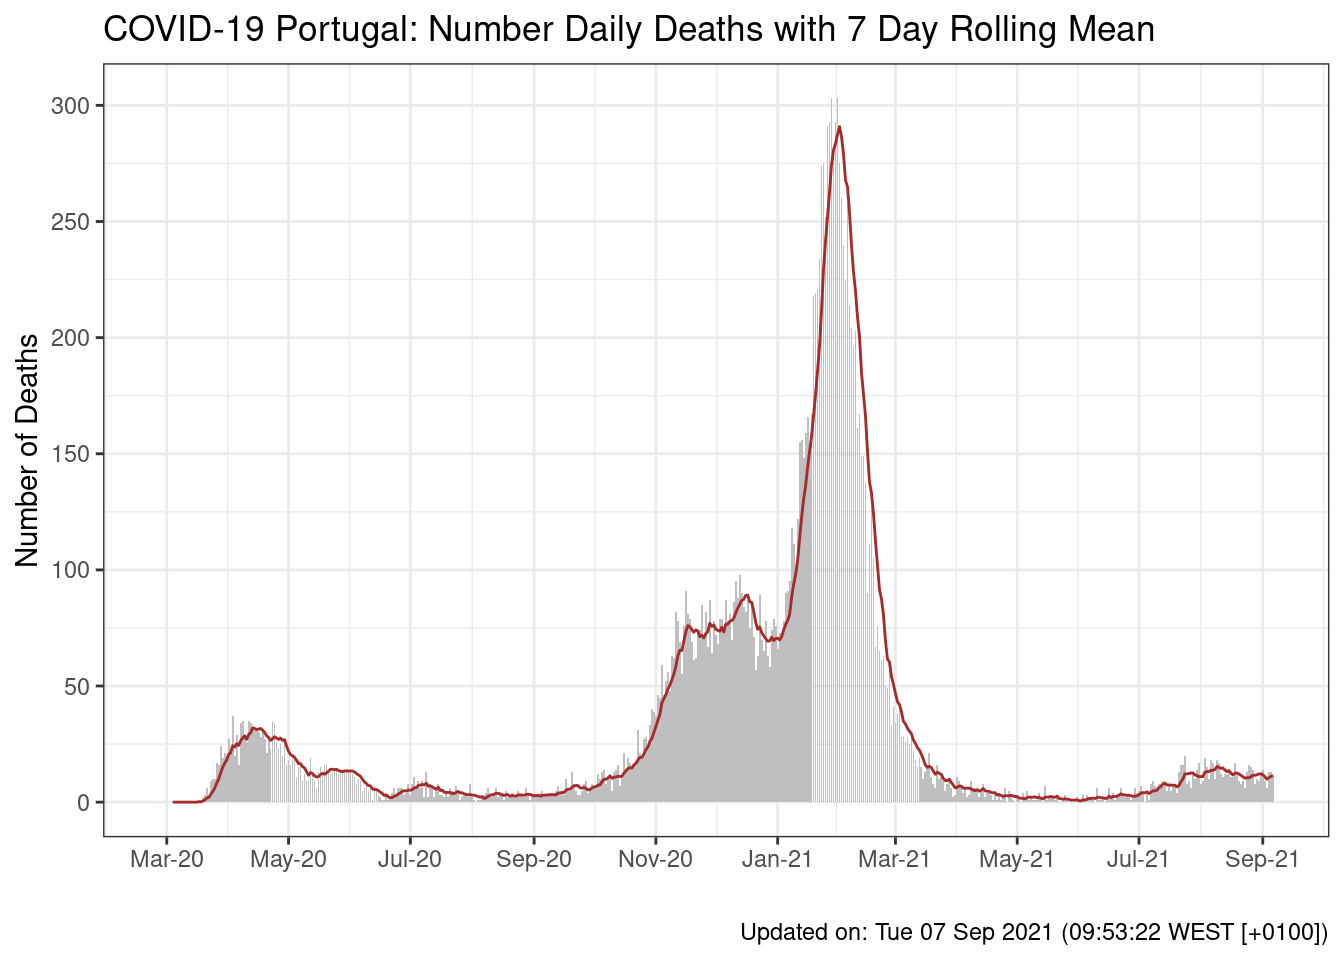 COVID-19 Portugal: Number Daily Deaths with 7 Day Rolling Mean
Number of Deaths
300
250
200
150
100
50
0
Mar-20 May-20 Jul-20 Sep-20 Nov-20 Jan-21 Mar-21 May-21 Jul-21 Sep-21
Updated on: Tue 07 Sep 2021 (09:53:22 WEST [+0100])